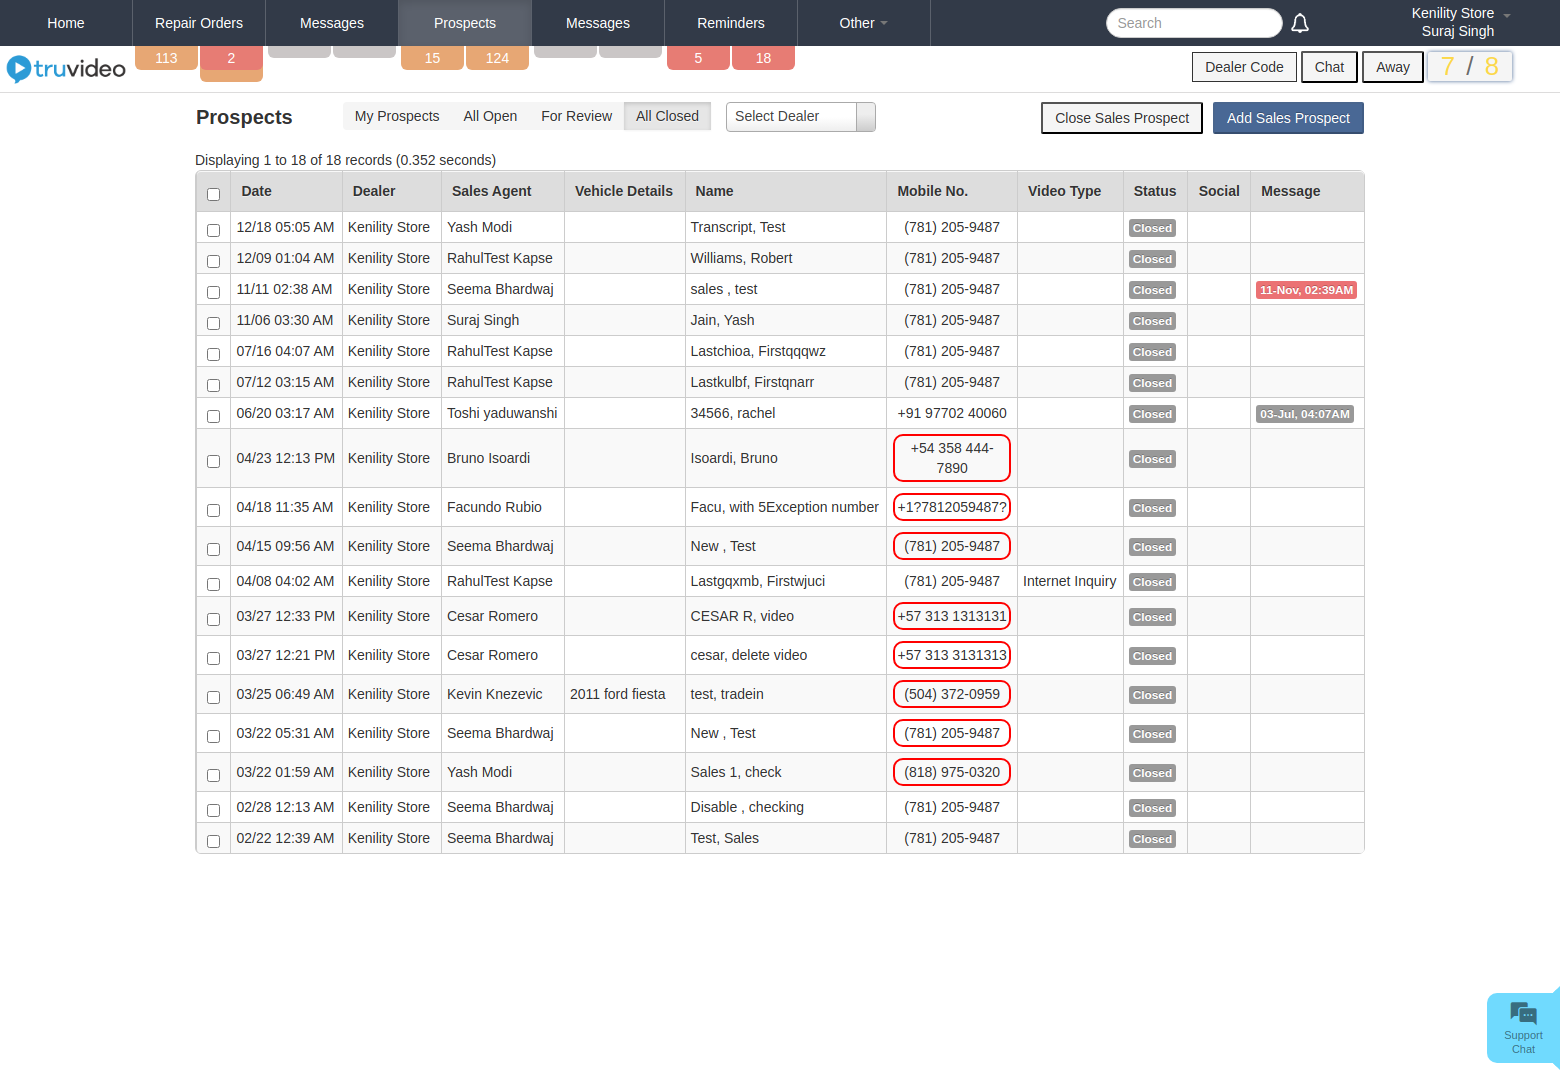 Home Repair Orders Messages Prospects Messages Reminders Other Search Kenility Store
Suraj Singh
truvideo 113 2 15 124 5 18 Dealer Code Chat Away 7 / 8
Prospects My Prospects All Open For Review All Closed Select Dealer Close Sales Prospect Add Sales Prospect
Displaying 1 to 18 of 18 records (0.352 seconds)
Date Dealer Sales Agent Vehicle Details Name Mobile No. Video Type Status Social Message
12/18 05:05 AM Kenility Store Yash Modi Transcript, Test (781) 205-9487 Closed
12/09 01:04 AM Kenility Store RahulTest Kapse Williams, Robert (781) 205-9487 Closed
11/11 02:38 AM Kenility Store Seema Bhardwaj sales , test (781) 205-9487 Closed 11-Nov, 02:39AM
11/06 03:30 AM Kenility Store Suraj Singh Jain, Yash (781) 205-9487 Closed
07/16 04:07 AM Kenility Store RahulTest Kapse Lastchioa, Firstqqqwz (781) 205-9487 Closed
07/12 03:15 AM Kenility Store RahulTest Kapse Lastkulbf, Firstqnarr (781) 205-9487 Closed
06/20 03:17 AM Kenility Store Toshi yaduwanshi 34566, rachel +91 97702 40060 Closed 03-Jul, 04:07AM
04/23 12:13 PM Kenility Store Bruno Isoardi Isoardi, Bruno +54 358 444-
7890 Closed
04/18 11:35 AM Kenility Store Facundo Rubio Facu, with 5Exception number +1?7812059487? Closed
04/15 09:56 AM Kenility Store Seema Bhardwaj New , Test (781) 205-9487 Closed
04/08 04:02 AM Kenility Store RahulTest Kapse Lastgqxmb, Firstwjuci (781) 205-9487 Internet Inquiry Closed
03/27 12:33 PM Kenility Store Cesar Romero CESAR R, video +57 313 1313131 Closed
03/27 12:21 PM Kenility Store Cesar Romero cesar, delete video +57 313 3131313 Closed
03/25 06:49 AM Kenility Store Kevin Knezevic 2011 ford fiesta test, tradein (504) 372-0959 Closed
03/22 05:31 AM Kenility Store Seema Bhardwaj New , Test (781) 205-9487 Closed
03/22 01:59 AM Kenility Store Yash Modi Sales 1, check (818) 975-0320 Closed
02/28 12:13 AM Kenility Store Seema Bhardwaj Disable , checking (781) 205-9487 Closed
02/22 12:39 AM Kenility Store Seema Bhardwaj Test, Sales (781) 205-9487 Closed
Support
Chat